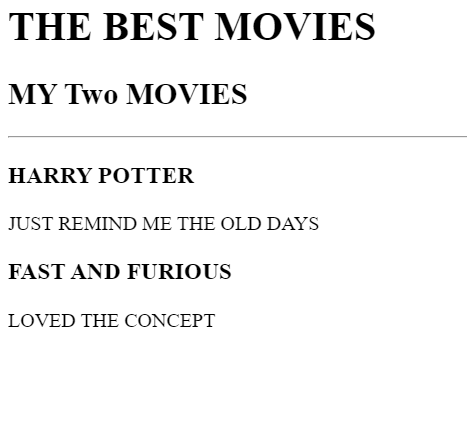 THE BEST MOVIES
MY Two MOVIES
HARRY POTTER
JUST REMIND ME THE OLD DAYS
FAST AND FURIOUS
LOVED THE CONCEPT